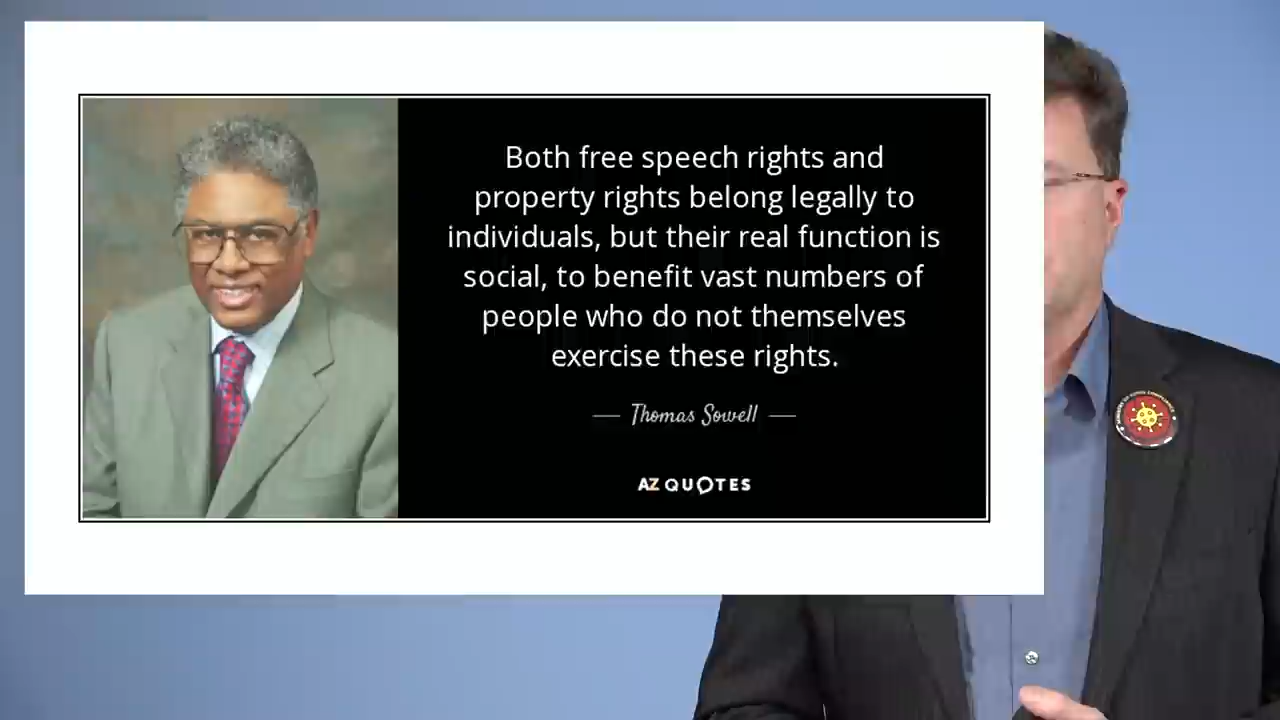 Both free speech rights and
property rights belong legally to
individuals, but their real function is
social, to benefit vast numbers of
people who do not themselves
exercise these rights.
— Thomas Sowell —
AZ QUOTES